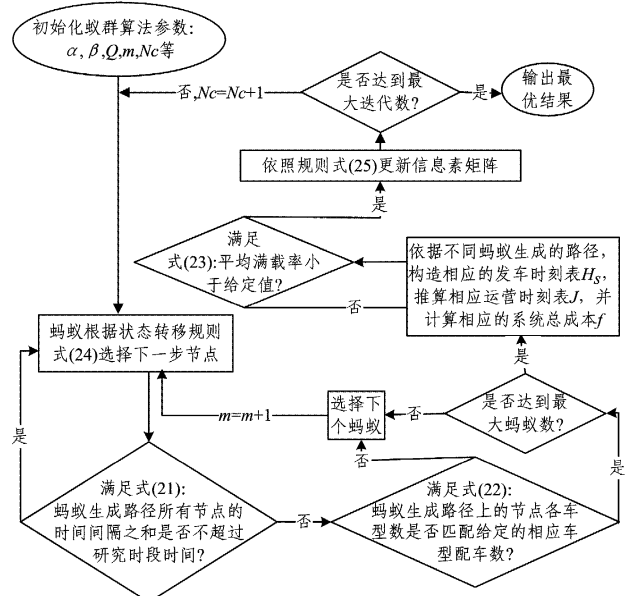 初始化蚁群算法参数:
α, β,Q,m,Nc等
是否达到最
大迭代数?
输出最
优结果
否,Nc=Nc+1
是
依照规则式(25)更新信息素矩阵
是
满足
式(23):平均满载率小
于给定值?
否
依据不同蚂蚁生成的路径,
构造相应的发车时刻表Hs,
推算相应运营时刻表J, 并
计算相应的系统总成本f
蚂蚁根据状态转移规则
式(24)选择下一步节点
是
是否达到最
大蚂蚁数?
否
选择下
个蚂蚁
m=m+1
是
否
是
满足式(21):
蚂蚁生成路径所有节点的
时间间隔之和是否不超过
研究时段时间?
否
满足式(22):
蚂蚁生成路径上的节点各车
型数是否匹配给定的相应车
型配车数?